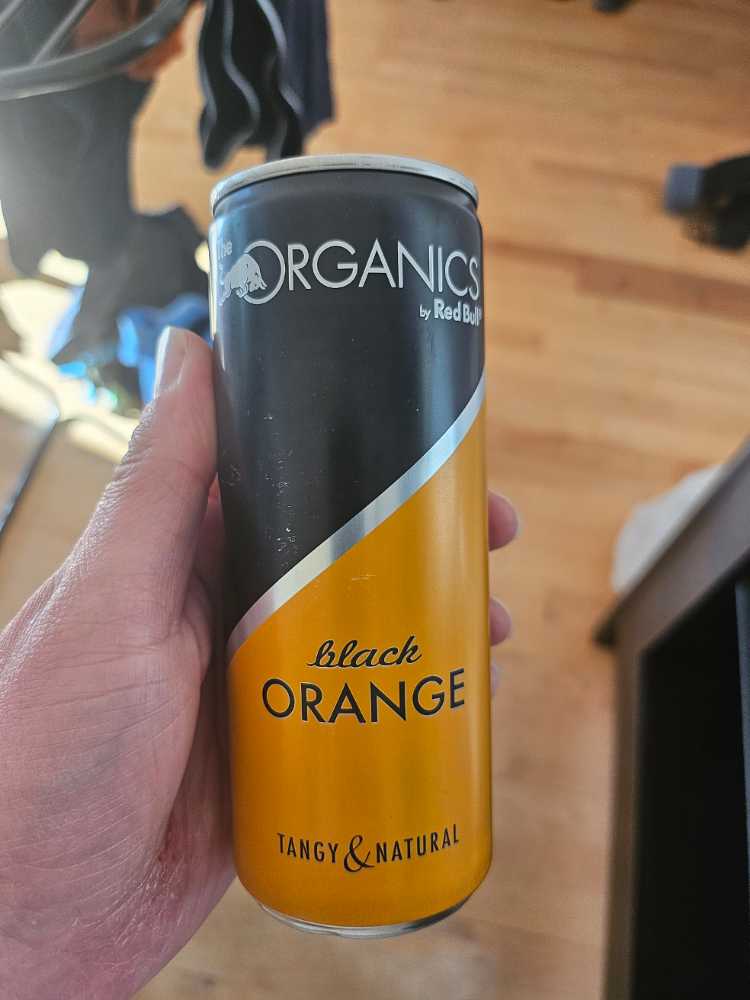 The
ORGANICS
by Red Bull®
black
ORANGE
TANGY & NATURAL